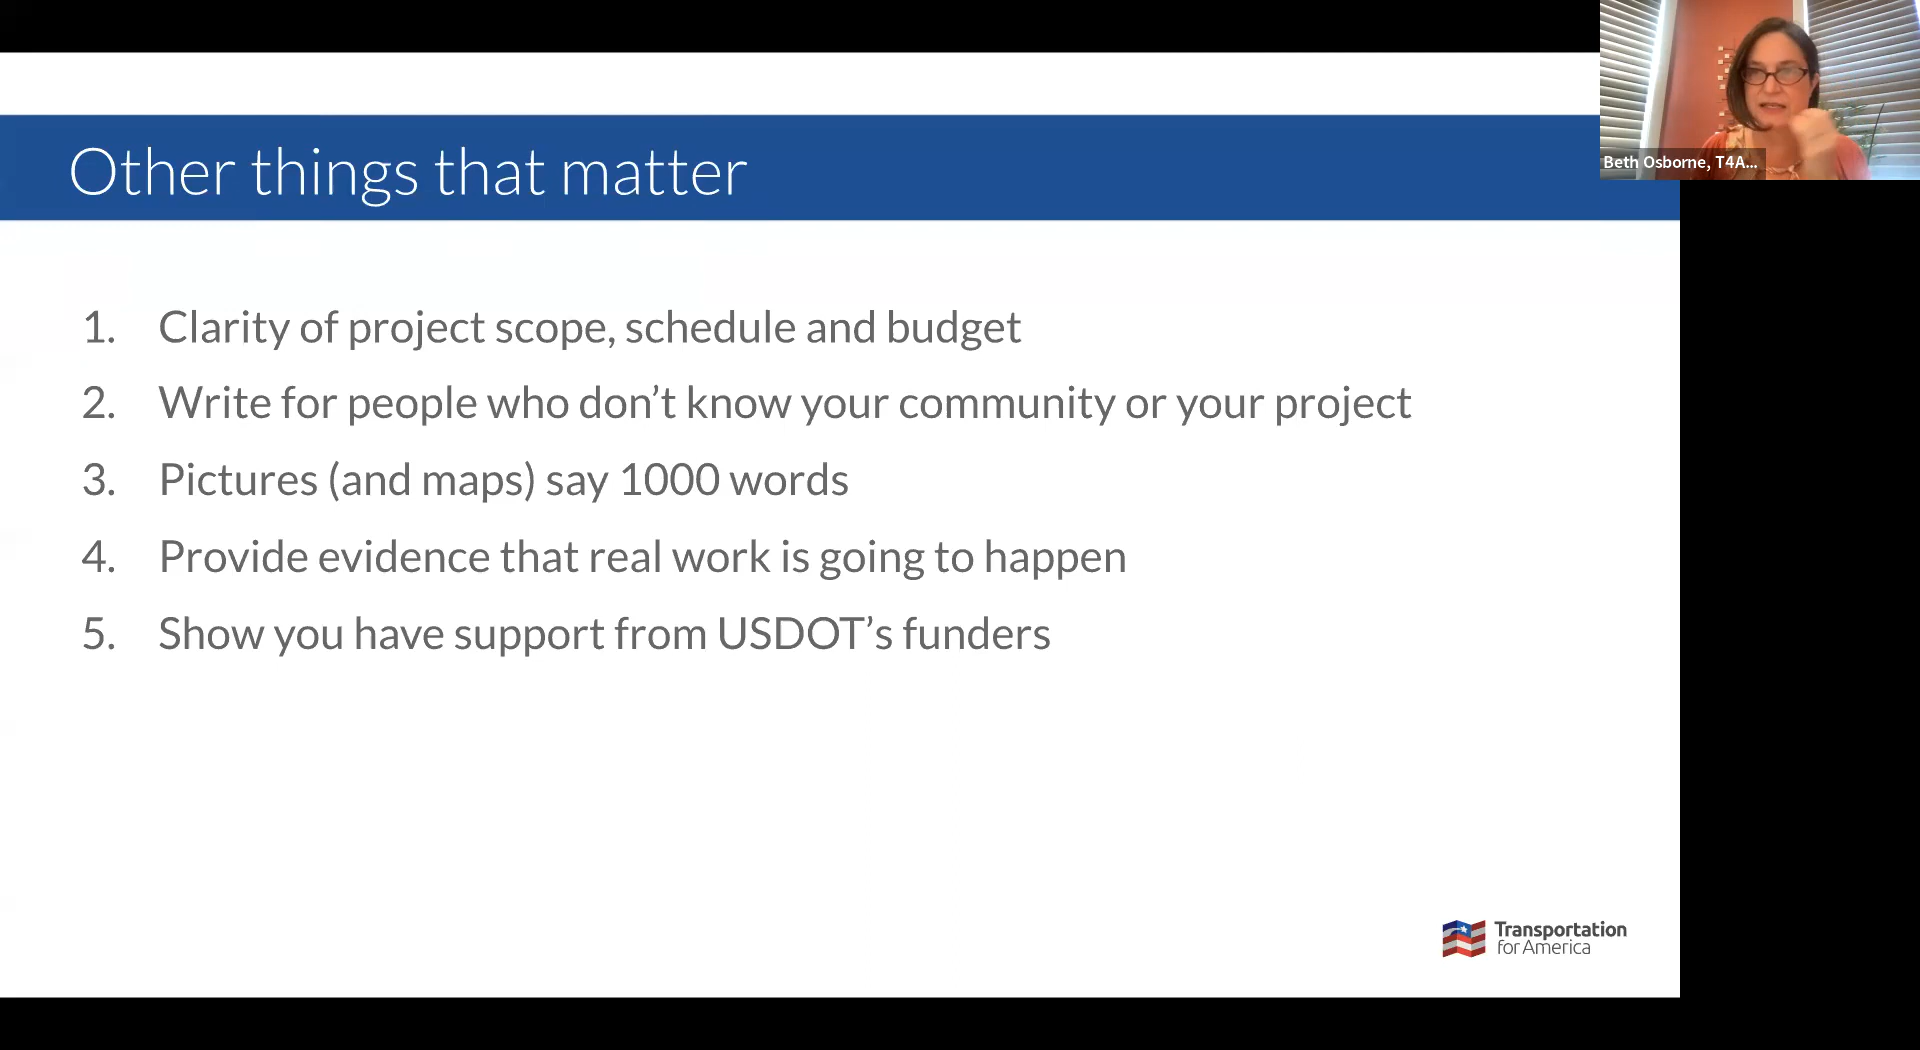 Other things that matter
Beth Osborne, T4A...
1. Clarity of project scope, schedule and budget
2. Write for people who don’t know your community or your project
3. Pictures (and maps) say 1000 words
4. Provide evidence that real work is going to happen
5. Show you have support from USDOT’s funders
Transportation
for America